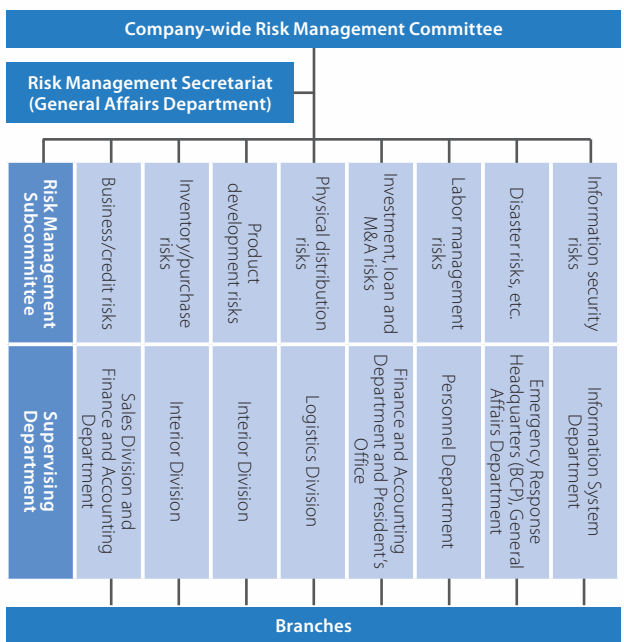 Company-wide Risk Management Committee
Risk Management Secretariat
(General Affairs Department)
Risk Management
Subcommittee
Business/credit risks
Inventory/purchase
risks
Product
development risks
Physical distribution
risks
Investment, loan and
M&A risks
Labor management
risks
Disaster risks, etc.
Information security
risks
Supervising
Department
Sales Division and
Finance and Accounting
Department
Interior Division
Interior Division
Logistics Division
Finance and Accounting
Department and President's
Office
Personnel Department
Emergency Response
Headquarters (BCP), General
Affairs Department
Information System
Department
Branches